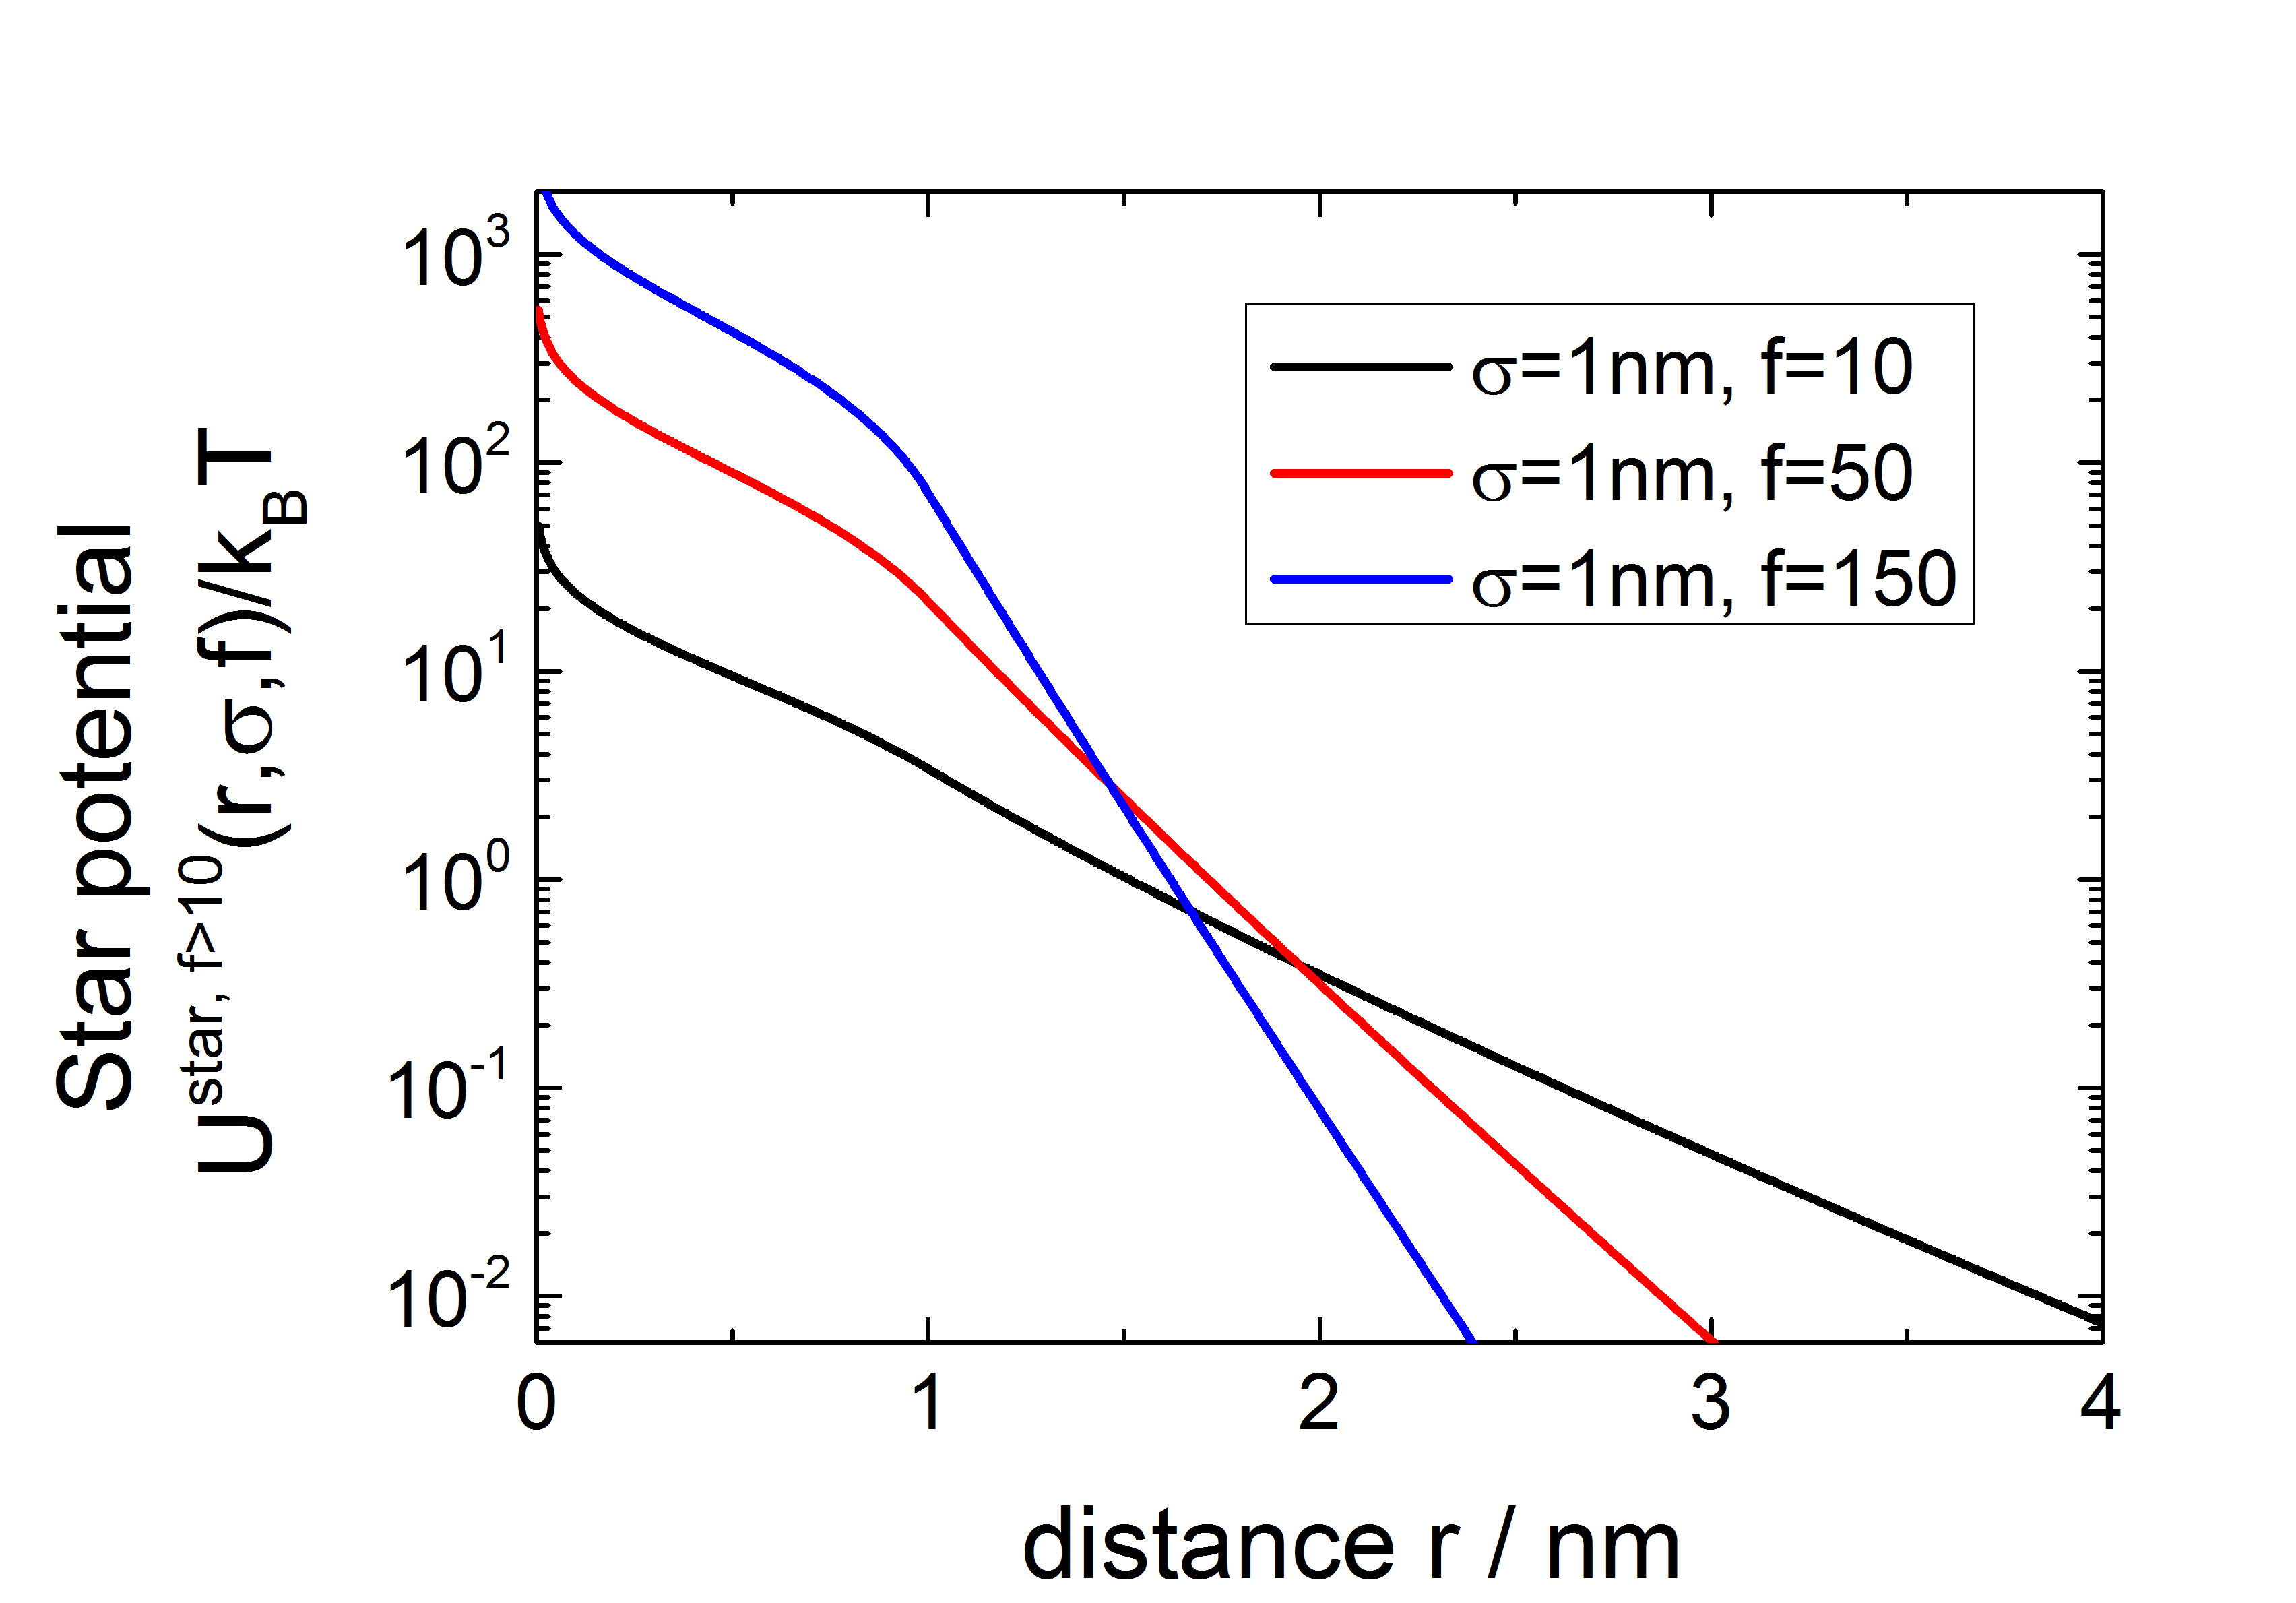 Star potential
U^star, f>10(r,σ,f)/k_BT
10^3
10^2
10^1
10^0
10^-1
10^-2
σ=1nm, f=10
σ=1nm, f=50
σ=1nm, f=150
0 1 2 3 4
distance r / nm